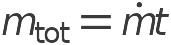 m_tot = ṁt